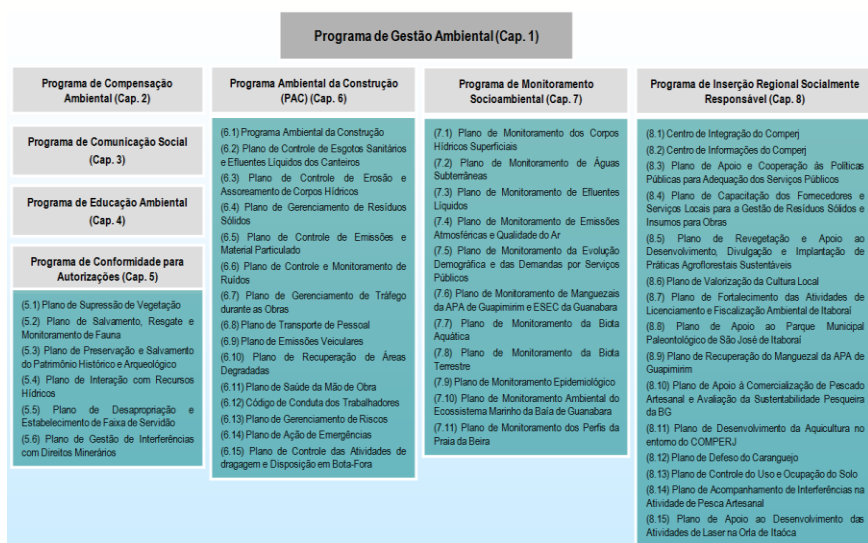 Programa de Gestão Ambiental (Cap. 1)
Programa de Compensação
Ambiental (Cap. 2)
Programa de Comunicação Social
(Cap. 3)
Programa de Educação Ambiental
(Cap. 4)
Programa de Conformidade para
Autorizações (Cap. 5)
(5.1) Plano de Supressão de Vegetação
(5.2) Plano de Salvamento, Resgate e
Monitoramento de Fauna
(5.3) Plano de Preservação e Salvamento
do Patrimônio Histórico e Arqueológico
(5.4) Plano de Interação com Recursos
Hídricos
(5.5) Plano de Desapropriação e
Estabelecimento de Faixa de Servidão
(5.6) Plano de Gestão de Interferências
com Direitos Minerários
Programa Ambiental da Construção
(PAC) (Cap. 6)
(6.1) Programa Ambiental da Construção
(6.2) Plano de Controle de Esgotos Sanitários
e Efluentes Líquidos dos Canteiros
(6.3) Plano de Controle de Erosão e
Assoreamento de Corpos Hídricos
(6.4) Plano de Gerenciamento de Resíduos
Sólidos
(6.5) Plano de Controle de Emissões e
Material Particulado
(6.6) Plano de Controle e Monitoramento de
Ruídos
(6.7) Plano de Gerenciamento de Tráfego
durante as Obras
(6.8) Plano de Transporte de Pessoal
(6.9) Plano de Emissões Veiculares
(6.10) Plano de Recuperação de Áreas
Degradadas
(6.11) Plano de Saúde da Mão de Obra
(6.12) Código de Conduta dos Trabalhadores
(6.13) Plano de Gerenciamento de Riscos
(6.14) Plano de Ação de Emergências
(6.15) Plano de Controle das Atividades de
dragagem e Disposição em Bota-Fora
Programa de Monitoramento
Socioambiental (Cap. 7)
(7.1) Plano de Monitoramento dos Corpos
Hídricos Superficiais
(7.2) Plano de Monitoramento de Águas
Subterrâneas
(7.3) Plano de Monitoramento de Efluentes
Líquidos
(7.4) Plano de Monitoramento de Emissões
Atmosféricas e Qualidade do Ar
(7.5) Plano de Monitoramento da Evolução
Demográfica e das Demandas por Serviços
Públicos
(7.6) Plano de Monitoramento de Manguezais
da APA de Guapimirim e ESEC da Guanabara
(7.7) Plano de Monitoramento da Biota
Aquática
(7.8) Plano de Monitoramento da Biota
Terrestre
(7.9) Plano de Monitoramento Epidemiológico
(7.10) Plano de Monitoramento Ambiental do
Ecossistema Marinho da Baía de Guanabara
(7.11) Plano de Monitoramento dos Perfis da
Praia da Beira
Programa de Inserção Regional Socialmente
Responsável (Cap. 8)
(8.1) Centro de Integração do Comperj
(8.2) Centro de Informações do Comperj
(8.3) Plano de Apoio e Cooperação às Políticas
Públicas para Adequação dos Serviços Públicos
(8.4) Plano de Capacitação dos Fornecedores e
Serviços Locais para a Gestão de Resíduos Sólidos e
Insumos para Obras
(8.5) Plano de Revegetação e Apoio ao
Desenvolvimento, Divulgação e Implantação de
Práticas Agroflorestais Sustentáveis
(8.6) Plano de Valorização da Cultura Local
(8.7) Plano de Fortalecimento das Atividades de
Licenciamento e Fiscalização Ambiental de Itaboraí
(8.8) Plano de Apoio ao Parque Municipal
Paleontológico de São José de Itaboraí
(8.9) Plano de Recuperação do Manguezal da APA de
Guapimirim
(8.10) Plano de Apoio à Comercialização de Pescado
Artesanal e Avaliação da Sustentabilidade Pesqueira
da BG
(8.11) Plano de Desenvolvimento da Aquicultura no
entorno do COMPERJ
(8.12) Plano de Defeso do Caranguejo
(8.13) Plano de Controle do Uso e Ocupação do Solo
(8.14) Plano de Acompanhamento de Interferências na
Atividade de Pesca Artesanal
(8.15) Plano de Apoio ao Desenvolvimento das
Atividades de Laser na Orla de Itaóca